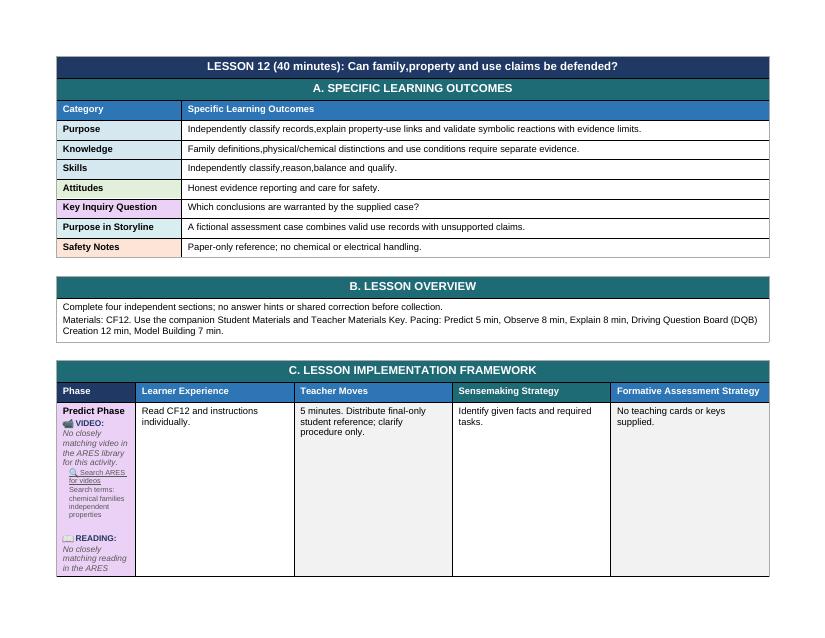 LESSON 12 (40 minutes): Can family,property and use claims be defended?
A. SPECIFIC LEARNING OUTCOMES
Category Specific Learning Outcomes
Purpose Independently classify records,explain property-use links and validate symbolic reactions with evidence limits.
Knowledge Family definitions,physical/chemical distinctions and use conditions require separate evidence.
Skills Independently classify,reason,balance and qualify.
Attitudes Honest evidence reporting and care for safety.
Key Inquiry Question Which conclusions are warranted by the supplied case?
Purpose in Storyline A fictional assessment case combines valid use records with unsupported claims.
Safety Notes Paper-only reference; no chemical or electrical handling.
B. LESSON OVERVIEW
Complete four independent sections; no answer hints or shared correction before collection.
Materials: CF12. Use the companion Student Materials and Teacher Materials Key. Pacing: Predict 5 min, Observe 8 min, Explain 8 min, Driving Question Board (DQB)
Creation 12 min, Model Building 7 min.
C. LESSON IMPLEMENTATION FRAMEWORK
Phase Learner Experience Teacher Moves Sensemaking Strategy Formative Assessment Strategy
Predict Phase
VIDEO:
No closely
matching video in
the ARES library
for this activity.
Search ARES
for videos
Search terms:
chemical families
independent
properties
READING:
No closely
matching reading
in the ARES
Read CF12 and instructions
individually.
5 minutes. Distribute final-only
student reference; clarify
procedure only.
Identify given facts and required
tasks.
No teaching cards or keys
supplied.